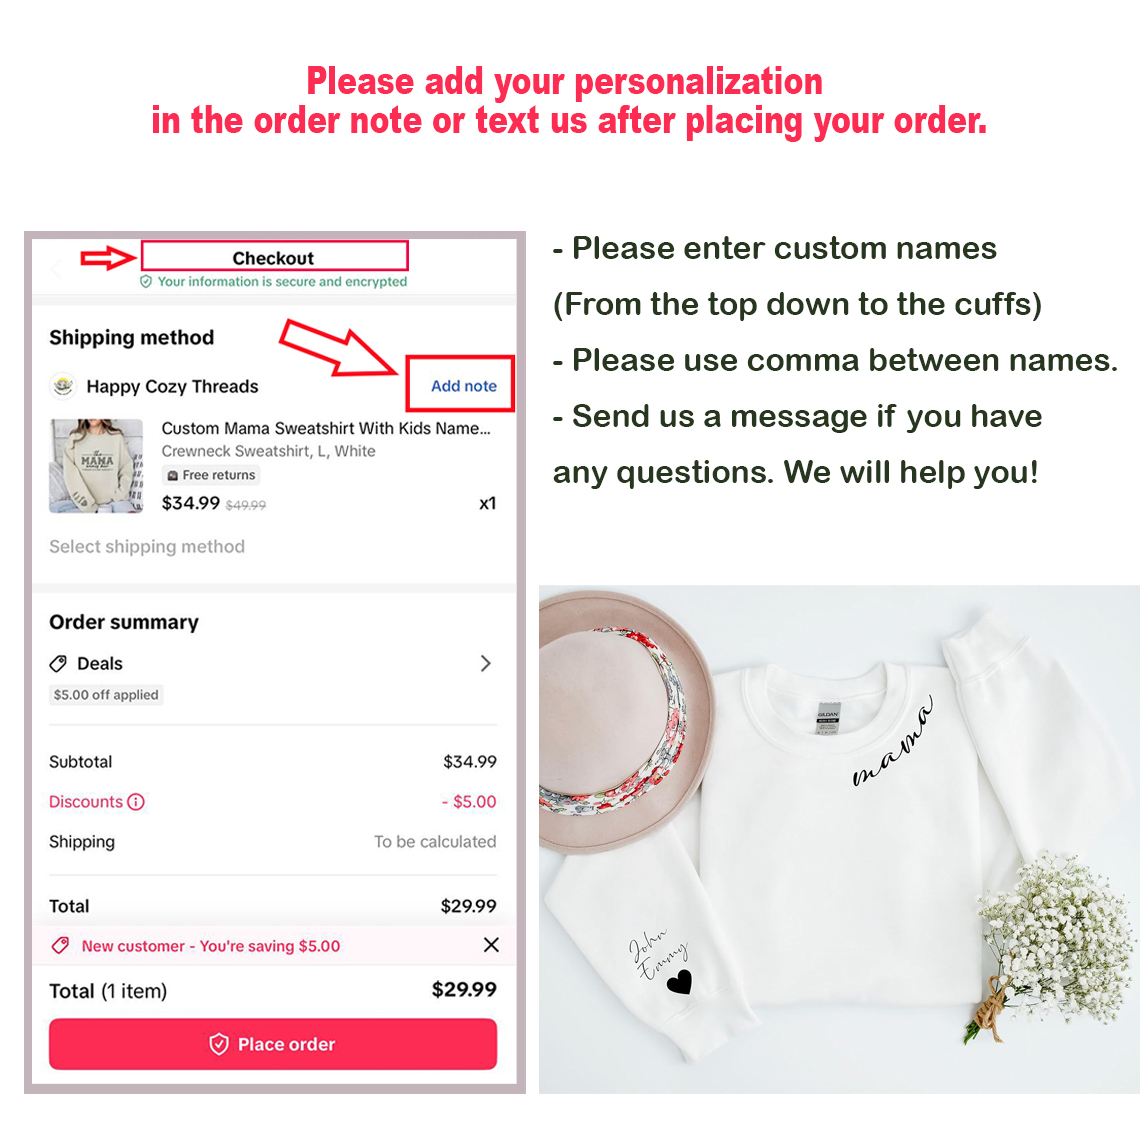 Please add your personalization
in the order note or text us after placing your order.
Checkout
Your information is secure and encrypted
Shipping method
Happy Cozy Threads
Add note
Custom Mama Sweatshirt With Kids Name...
Crewneck Sweatshirt, L, White
Free returns
$34.99 $49.99
x1
Select shipping method
Order summary
Deals
$5.00 off applied
Subtotal
$34.99
Discounts
- $5.00
Shipping
To be calculated
Total
$29.99
New customer - You're saving $5.00
Total (1 item)
$29.99
Place order
- Please enter custom names
(From the top down to the cuffs)
- Please use comma between names.
- Send us a message if you have
any questions. We will help you!
MAMA
GILDAN
mama
John
Emmy